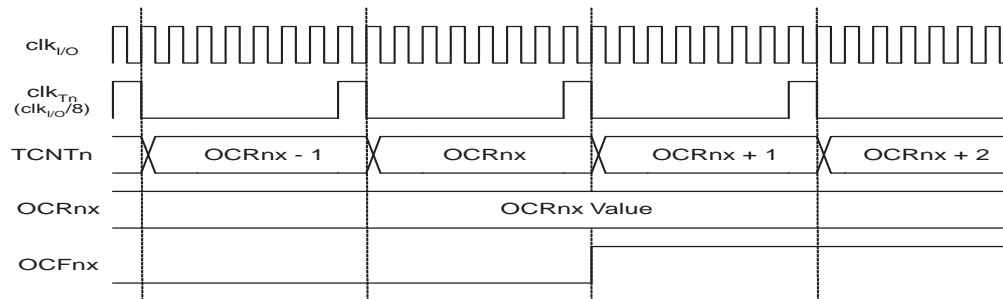 clkI/O
clkTn
(clkI/O/8)
TCNTn OCRnx - 1 OCRnx OCRnx + 1 OCRnx + 2
OCRnx OCRnx Value
OCFnx